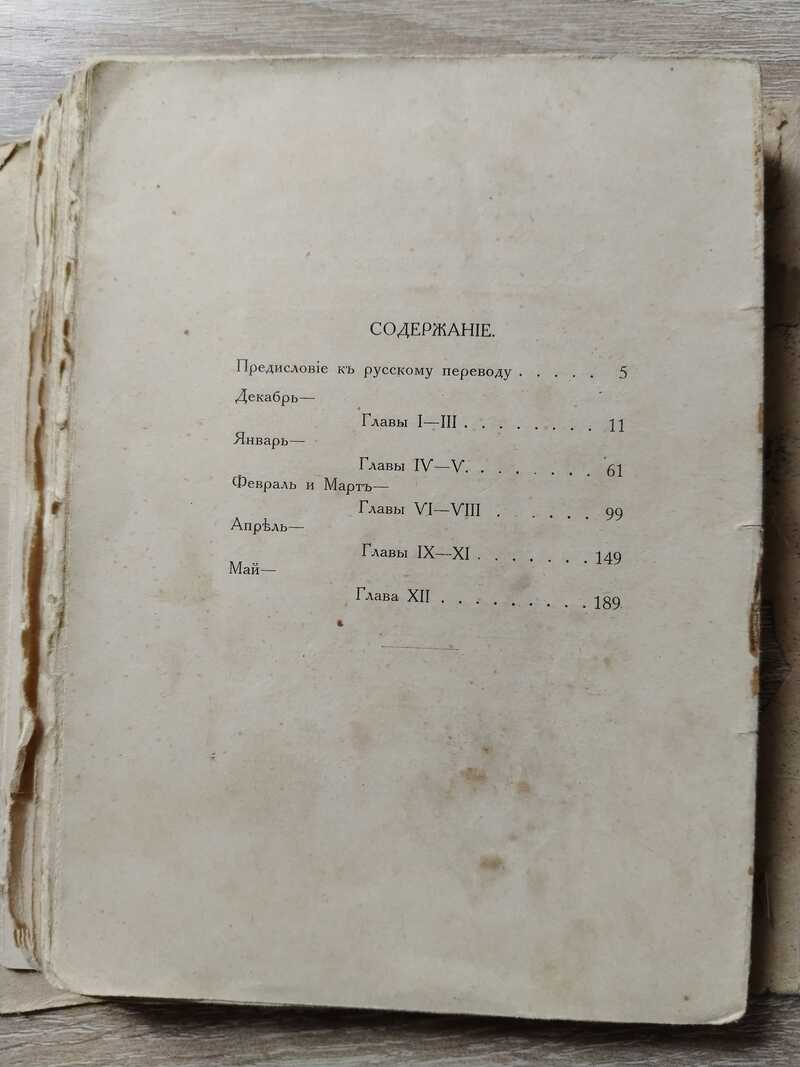 СОДЕРЖАНІЕ.
Предисловіе къ русскому переводу . . . . . 5
Декабрь—
Главы I—III . . . . . . . . 11
Январь—
Главы IV—V. . . . . . . . 61
Февраль и Мартъ—
Главы VI—VIII . . . . . . 99
Апрѣль—
Главы IX—XI . . . . . . . 149
Май—
Глава XII . . . . . . . . . 189